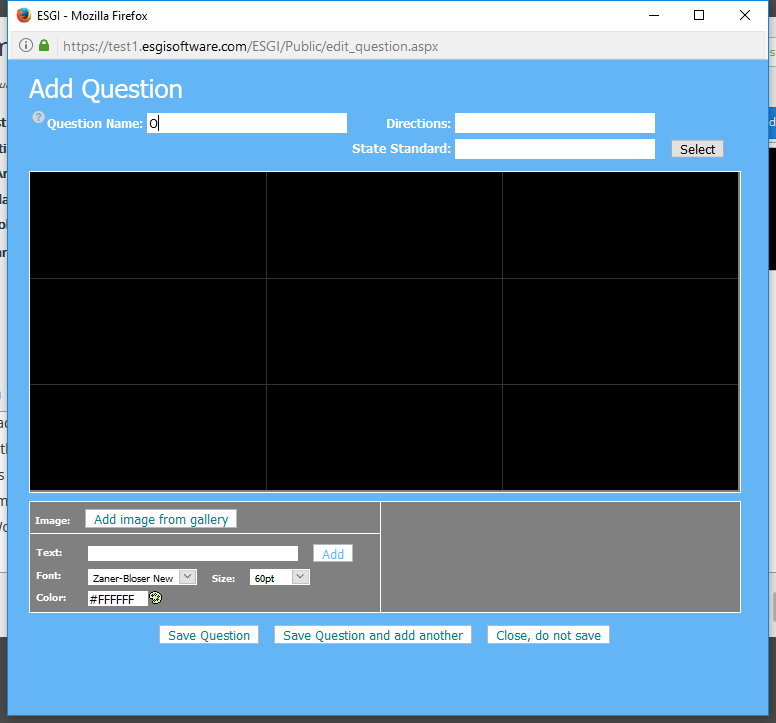 ESGI - Mozilla Firefox
https://test1.esgisoftware.com/ESGI/Public/edit_question.aspx
Add Question
? Question Name: O Directions:
State Standard: Select
Image: Add image from gallery
Text: Add
Font: Zaner-Bloser New Size: 60pt
Color: #FFFFFF
Save Question Save Question and add another Close, do not save